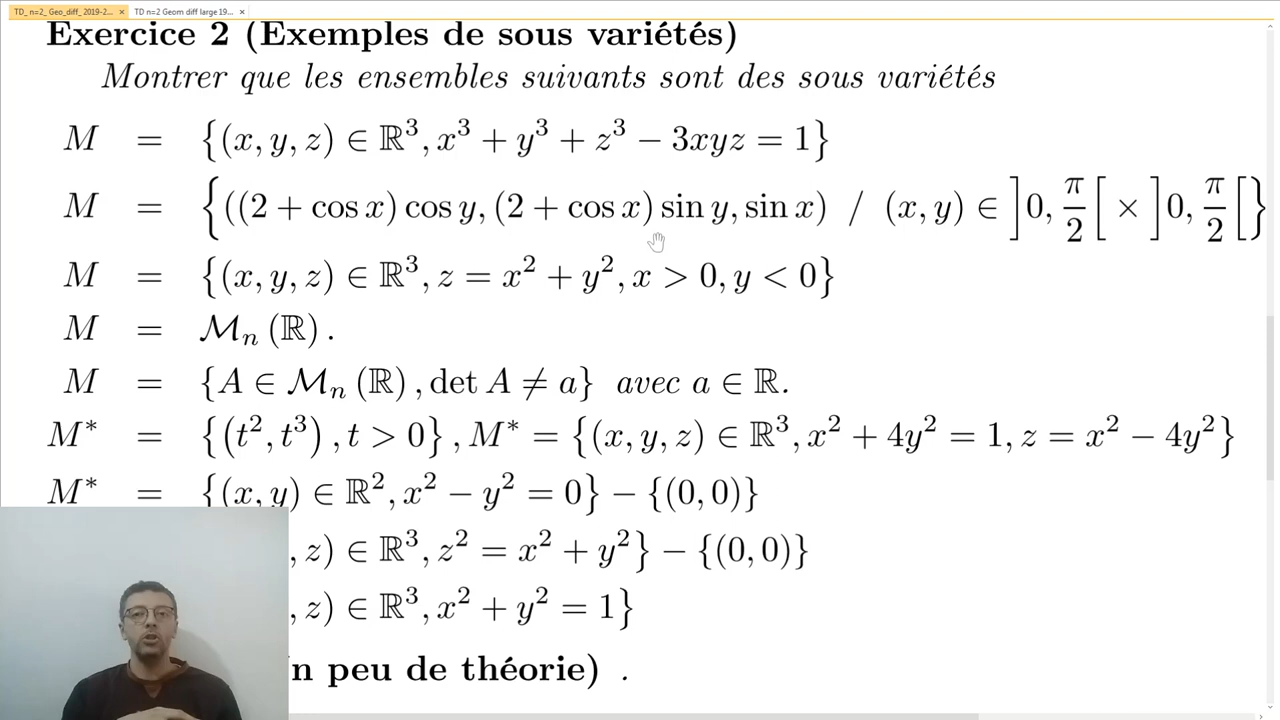 TD_ n=2_ Geo_diff_ 2019-2... × TD n=2 Geom diff large 19... ×
Exercice 2 (Exemples de sous variétés)
Montrer que les ensembles suivants sont des sous variétés
M = {(x, y, z) ∈ ℝ³, x³ + y³ + z³ − 3xyz = 1}
M = {((2 + cos x) cos y, (2 + cos x) sin y, sin x) / (x, y) ∈ ]0, π/2[ × ]0, π/2[}
M = {(x, y, z) ∈ ℝ³, z = x² + y², x > 0, y < 0}
M = ℳₙ (ℝ) .
M = {A ∈ ℳₙ (ℝ) , det A ≠ a} avec a ∈ ℝ.
M* = {(t², t³) , t > 0} , M* = {(x, y, z) ∈ ℝ³, x² + 4y² = 1, z = x² − 4y²}
M* = {(x, y) ∈ ℝ², x² − y² = 0} − {(0, 0)}
, z) ∈ ℝ³, z² = x² + y²} − {(0, 0)}
, z) ∈ ℝ³, x² + y² = 1}
n peu de théorie) .